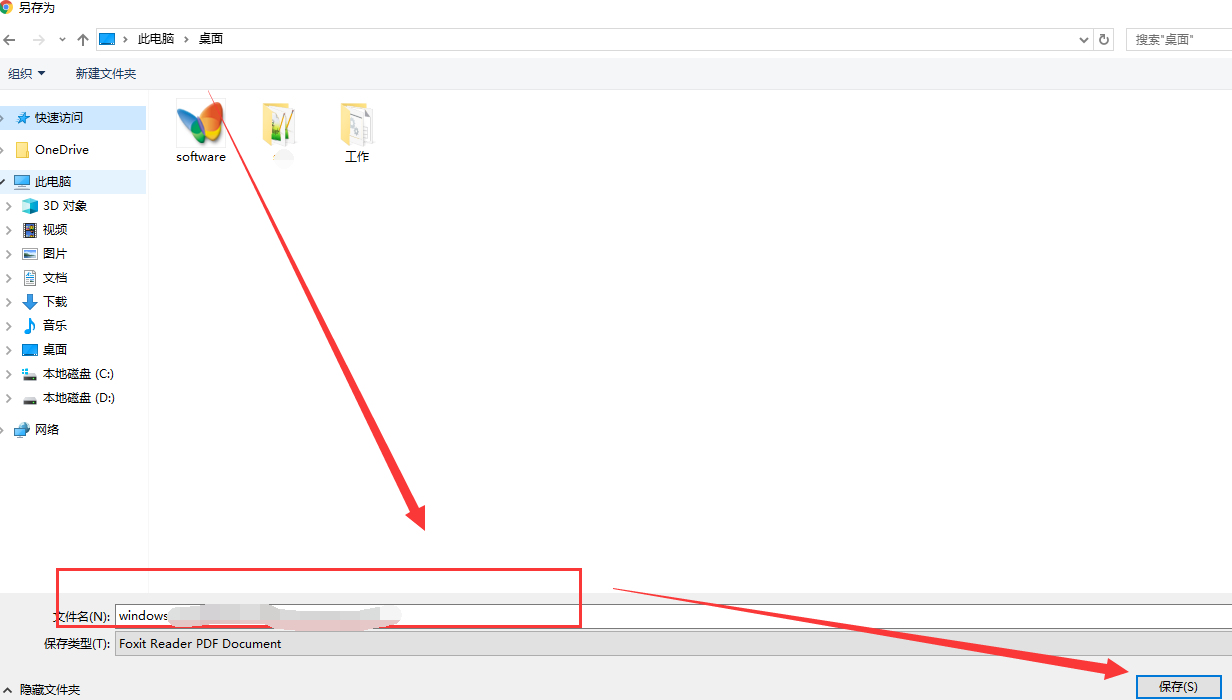 另存为
此电脑
桌面
搜索"桌面"
组织
新建文件夹
快速访问
OneDrive
此电脑
3D 对象
视频
图片
文档
下载
音乐
桌面
本地磁盘 (C:)
本地磁盘 (D:)
网络
software
工作
文件名(N):
windows
保存类型(T):
Foxit Reader PDF Document
隐藏文件夹
保存(S)